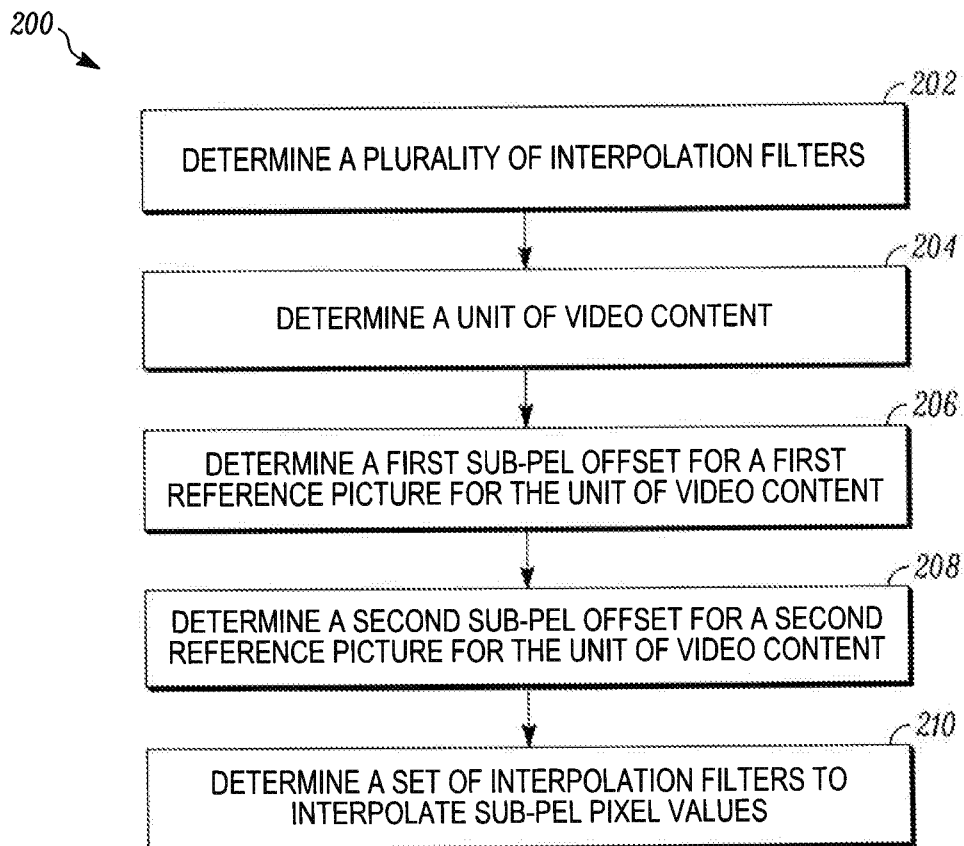 200
202
DETERMINE A PLURALITY OF INTERPOLATION FILTERS
204
DETERMINE A UNIT OF VIDEO CONTENT
206
DETERMINE A FIRST SUB-PEL OFFSET FOR A FIRST
REFERENCE PICTURE FOR THE UNIT OF VIDEO CONTENT
208
DETERMINE A SECOND SUB-PEL OFFSET FOR A SECOND
REFERENCE PICTURE FOR THE UNIT OF VIDEO CONTENT
210
DETERMINE A SET OF INTERPOLATION FILTERS TO
INTERPOLATE SUB-PEL PIXEL VALUES